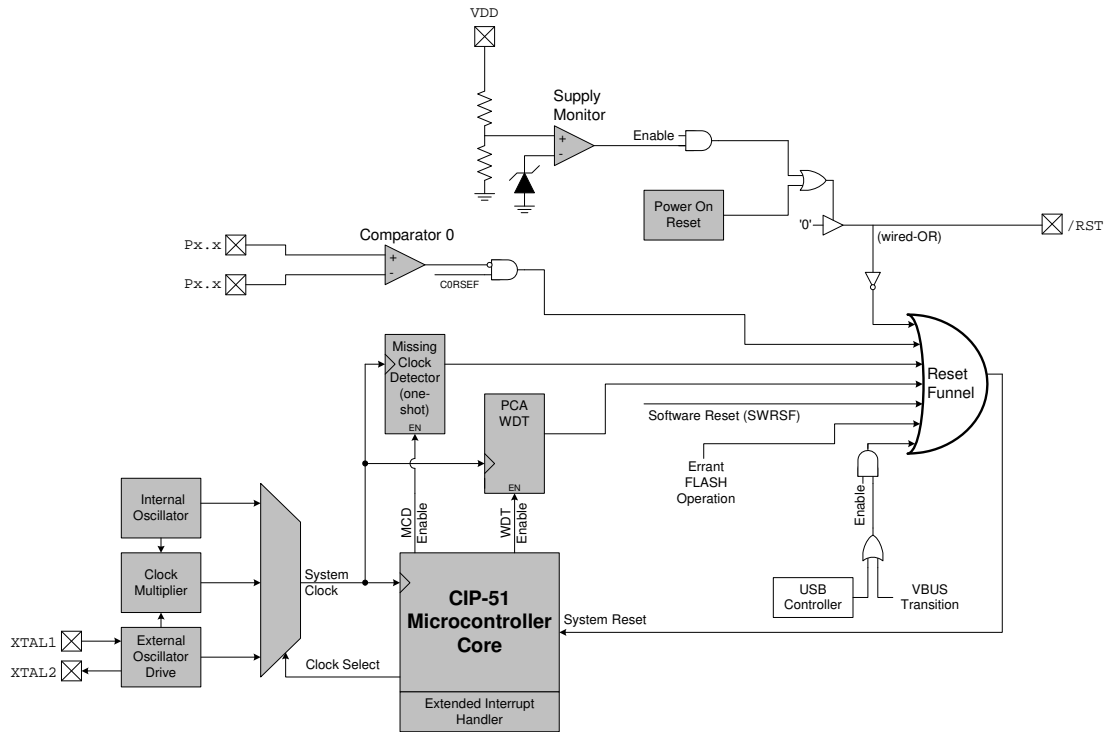 VDD
Supply
Monitor
+
-
Enable
Power On
Reset
'0'
(wired-OR)
/RST
Px.x
Px.x
Comparator 0
+
-
C0RSEF
Missing
Clock
Detector
(one-
shot)
EN
PCA
WDT
EN
Reset
Funnel
Software Reset (SWRSF)
Errant
FLASH
Operation
Enable
Internal
Oscillator
Clock
Multiplier
External
Oscillator
Drive
XTAL1
XTAL2
System
Clock
MCD
Enable
WDT
Enable
CIP-51
Microcontroller
Core
Extended Interrupt
Handler
Clock Select
System Reset
USB
Controller
VBUS
Transition